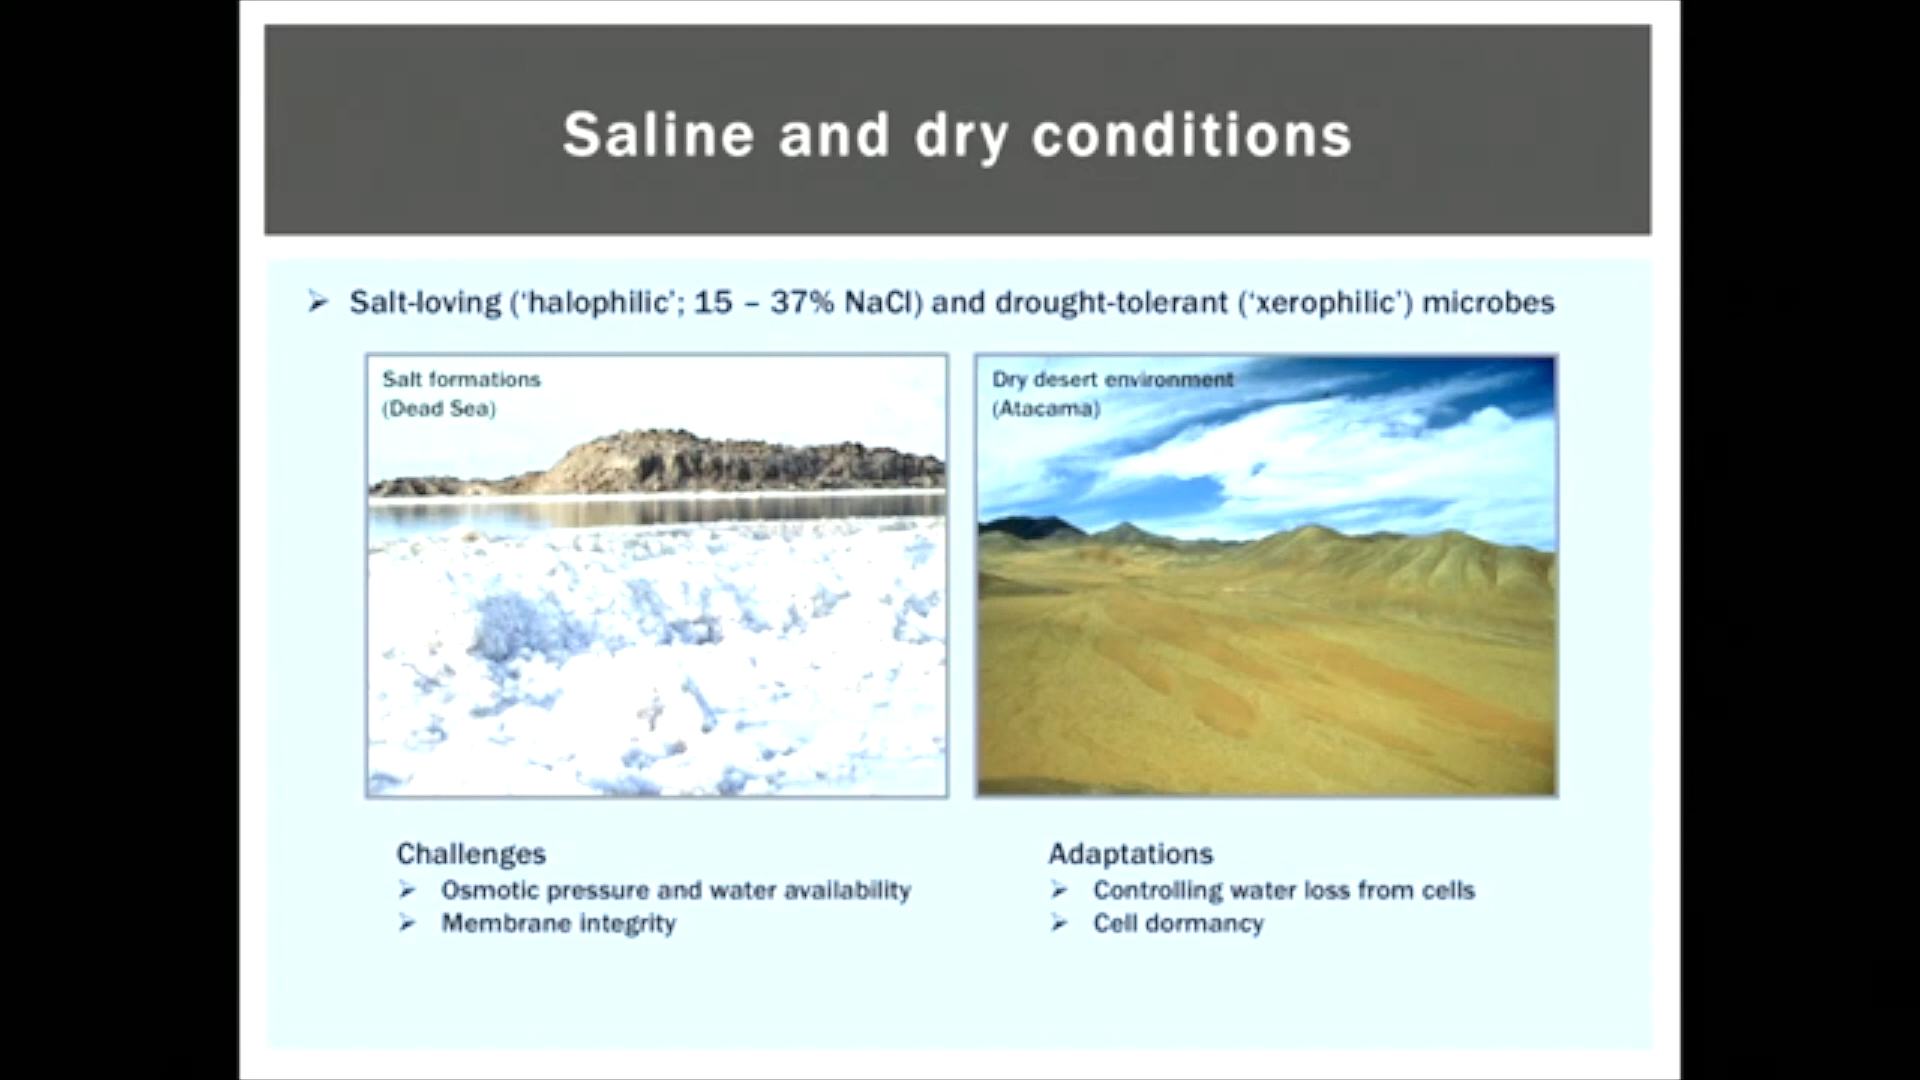 Saline and dry conditions
➢ Salt-loving (‘halophilic’; 15 – 37% NaCl) and drought-tolerant (‘xerophilic’) microbes
Salt formations
(Dead Sea)
Dry desert environment
(Atacama)
Challenges
➢ Osmotic pressure and water availability
➢ Membrane integrity
Adaptations
➢ Controlling water loss from cells
➢ Cell dormancy